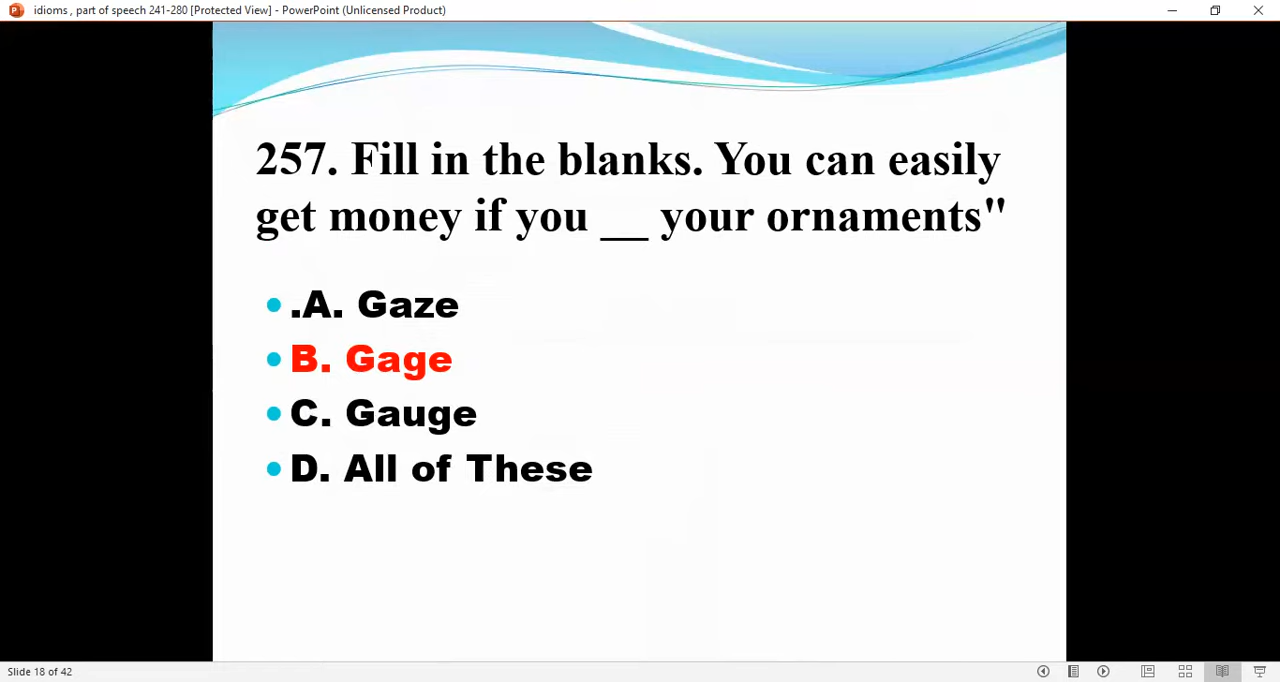 idioms , part of speech 241-280 [Protected View] - PowerPoint (Unlicensed Product)
257. Fill in the blanks. You can easily
get money if you __ your ornaments"
.A. Gaze
B. Gage
C. Gauge
D. All of These
Slide 18 of 42